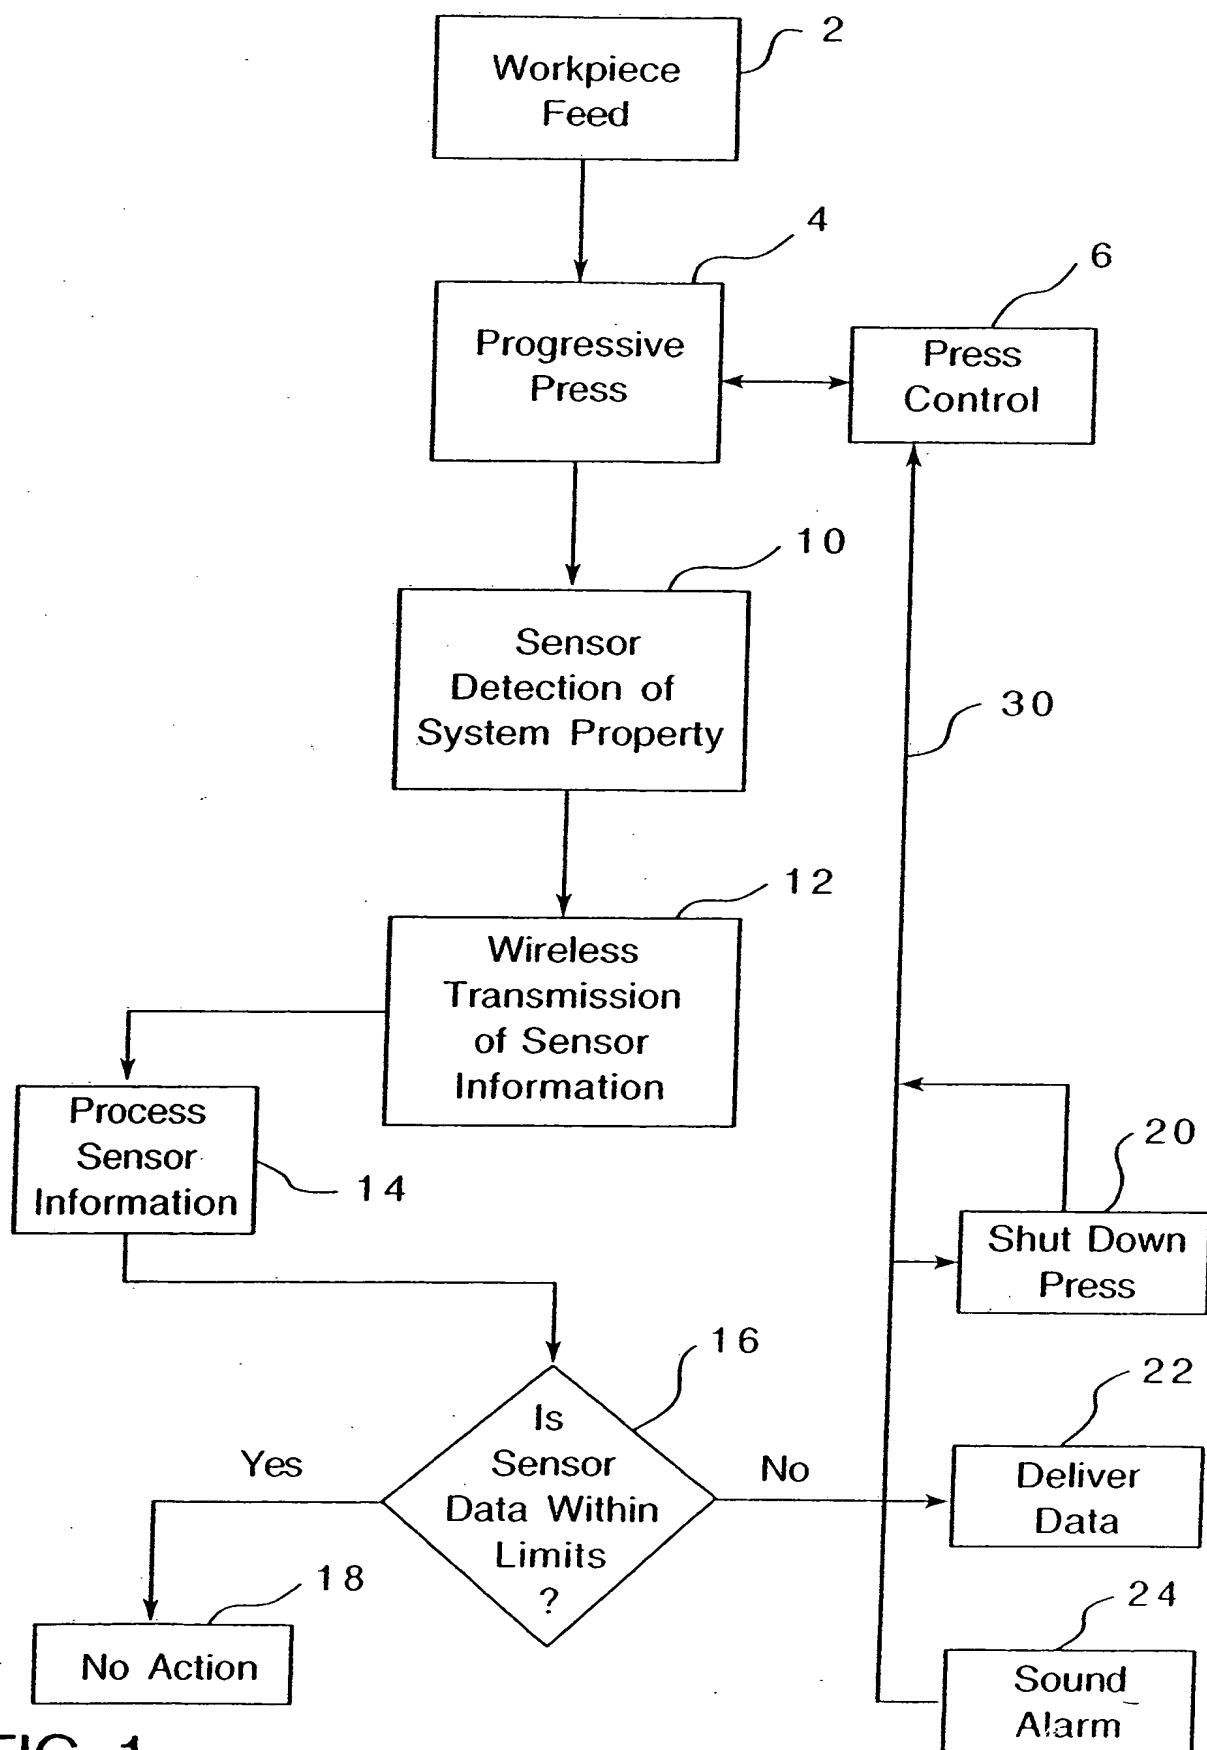 2
Workpiece
Feed
4
6
Progressive
Press
Press
Control
10
Sensor
Detection of
System Property
30
12
Wireless
Transmission
of Sensor
Information
Process
Sensor
Information
14
20
Shut Down
Press
16
22
Is
Sensor
Data Within
Limits
?
Yes
No
Deliver
Data
18
24
No Action
Sound
Alarm
FIG. 1